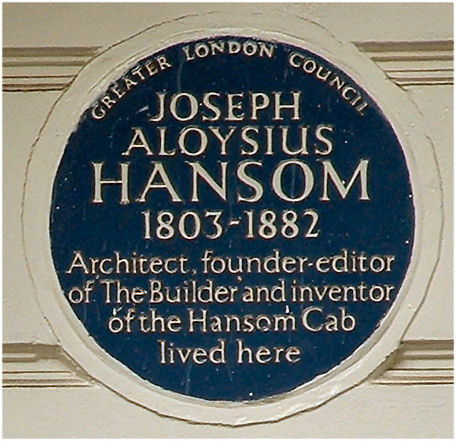 GREATER LONDON COUNCIL
JOSEPH
ALOYSIUS
HANSOM
1803-1882
Architect, founder-editor
of The Builder and inventor
of the Hansom Cab
lived here